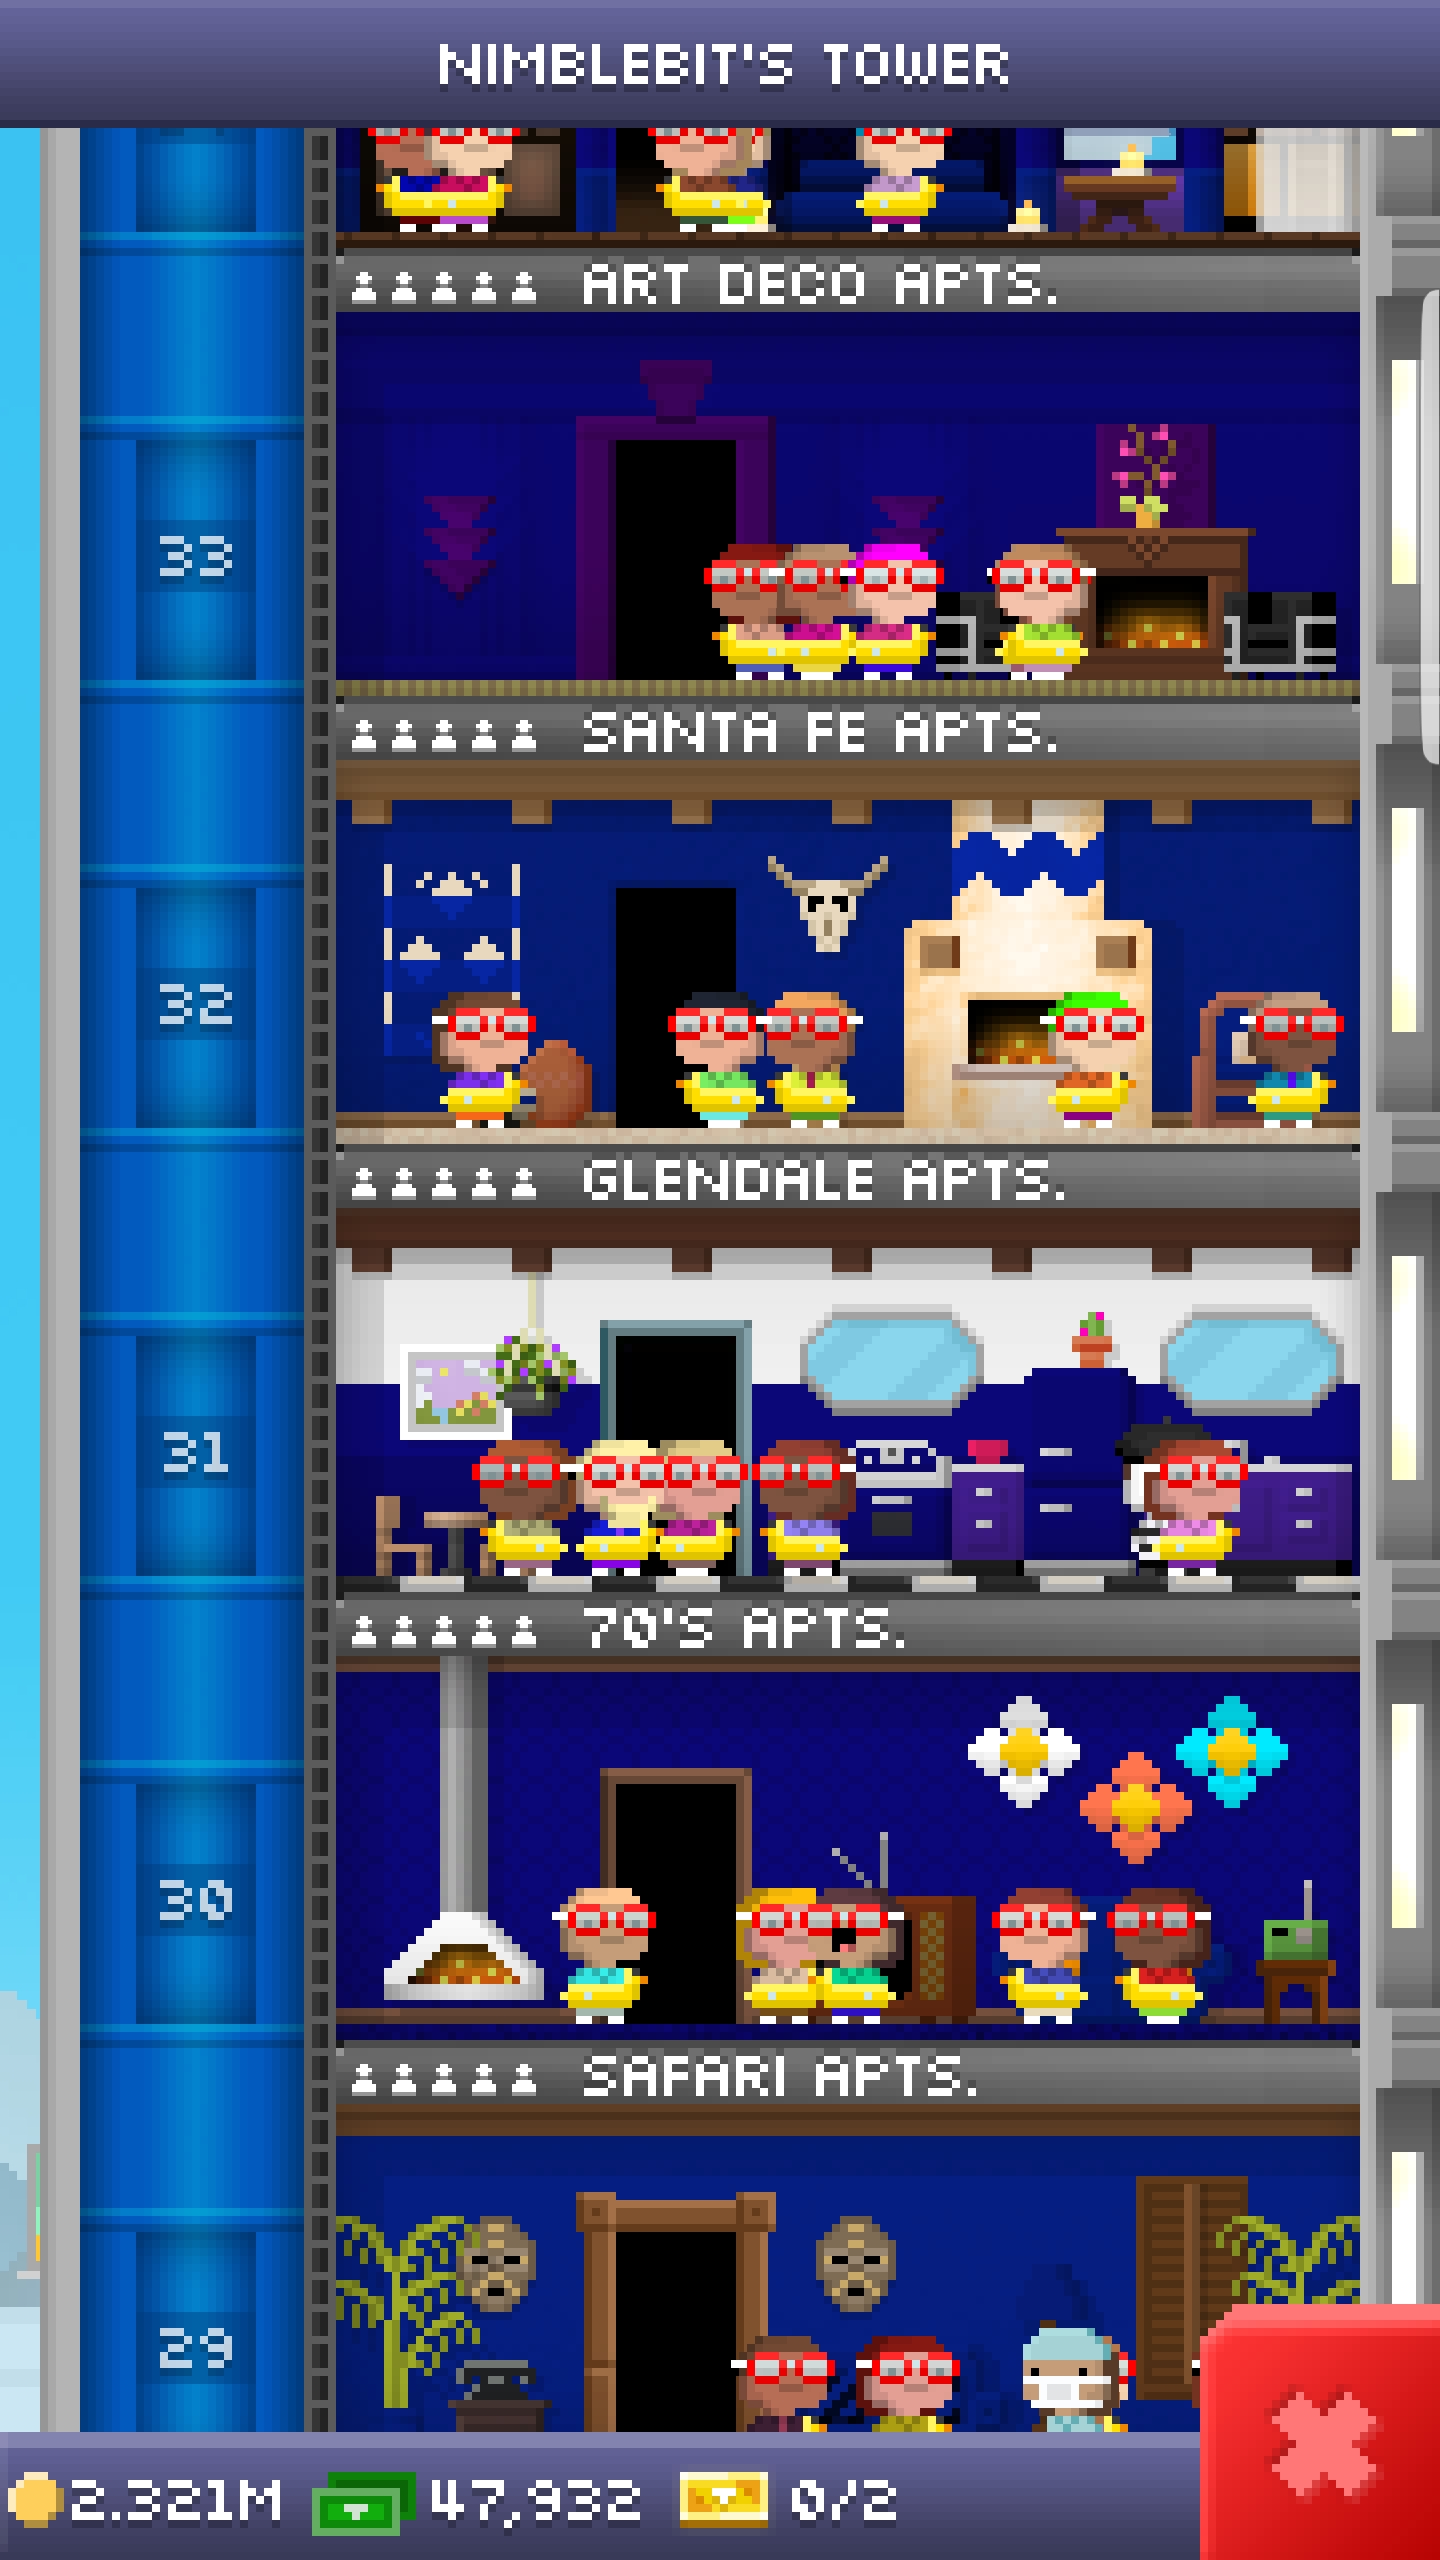 NIMBLEBIT'S TOWER
ART DECO APTS.
33
SANTA FE APTS.
32
GLENDALE APTS.
31
70'S APTS.
30
SAFARI APTS.
29
2.321M 47,932 0/2